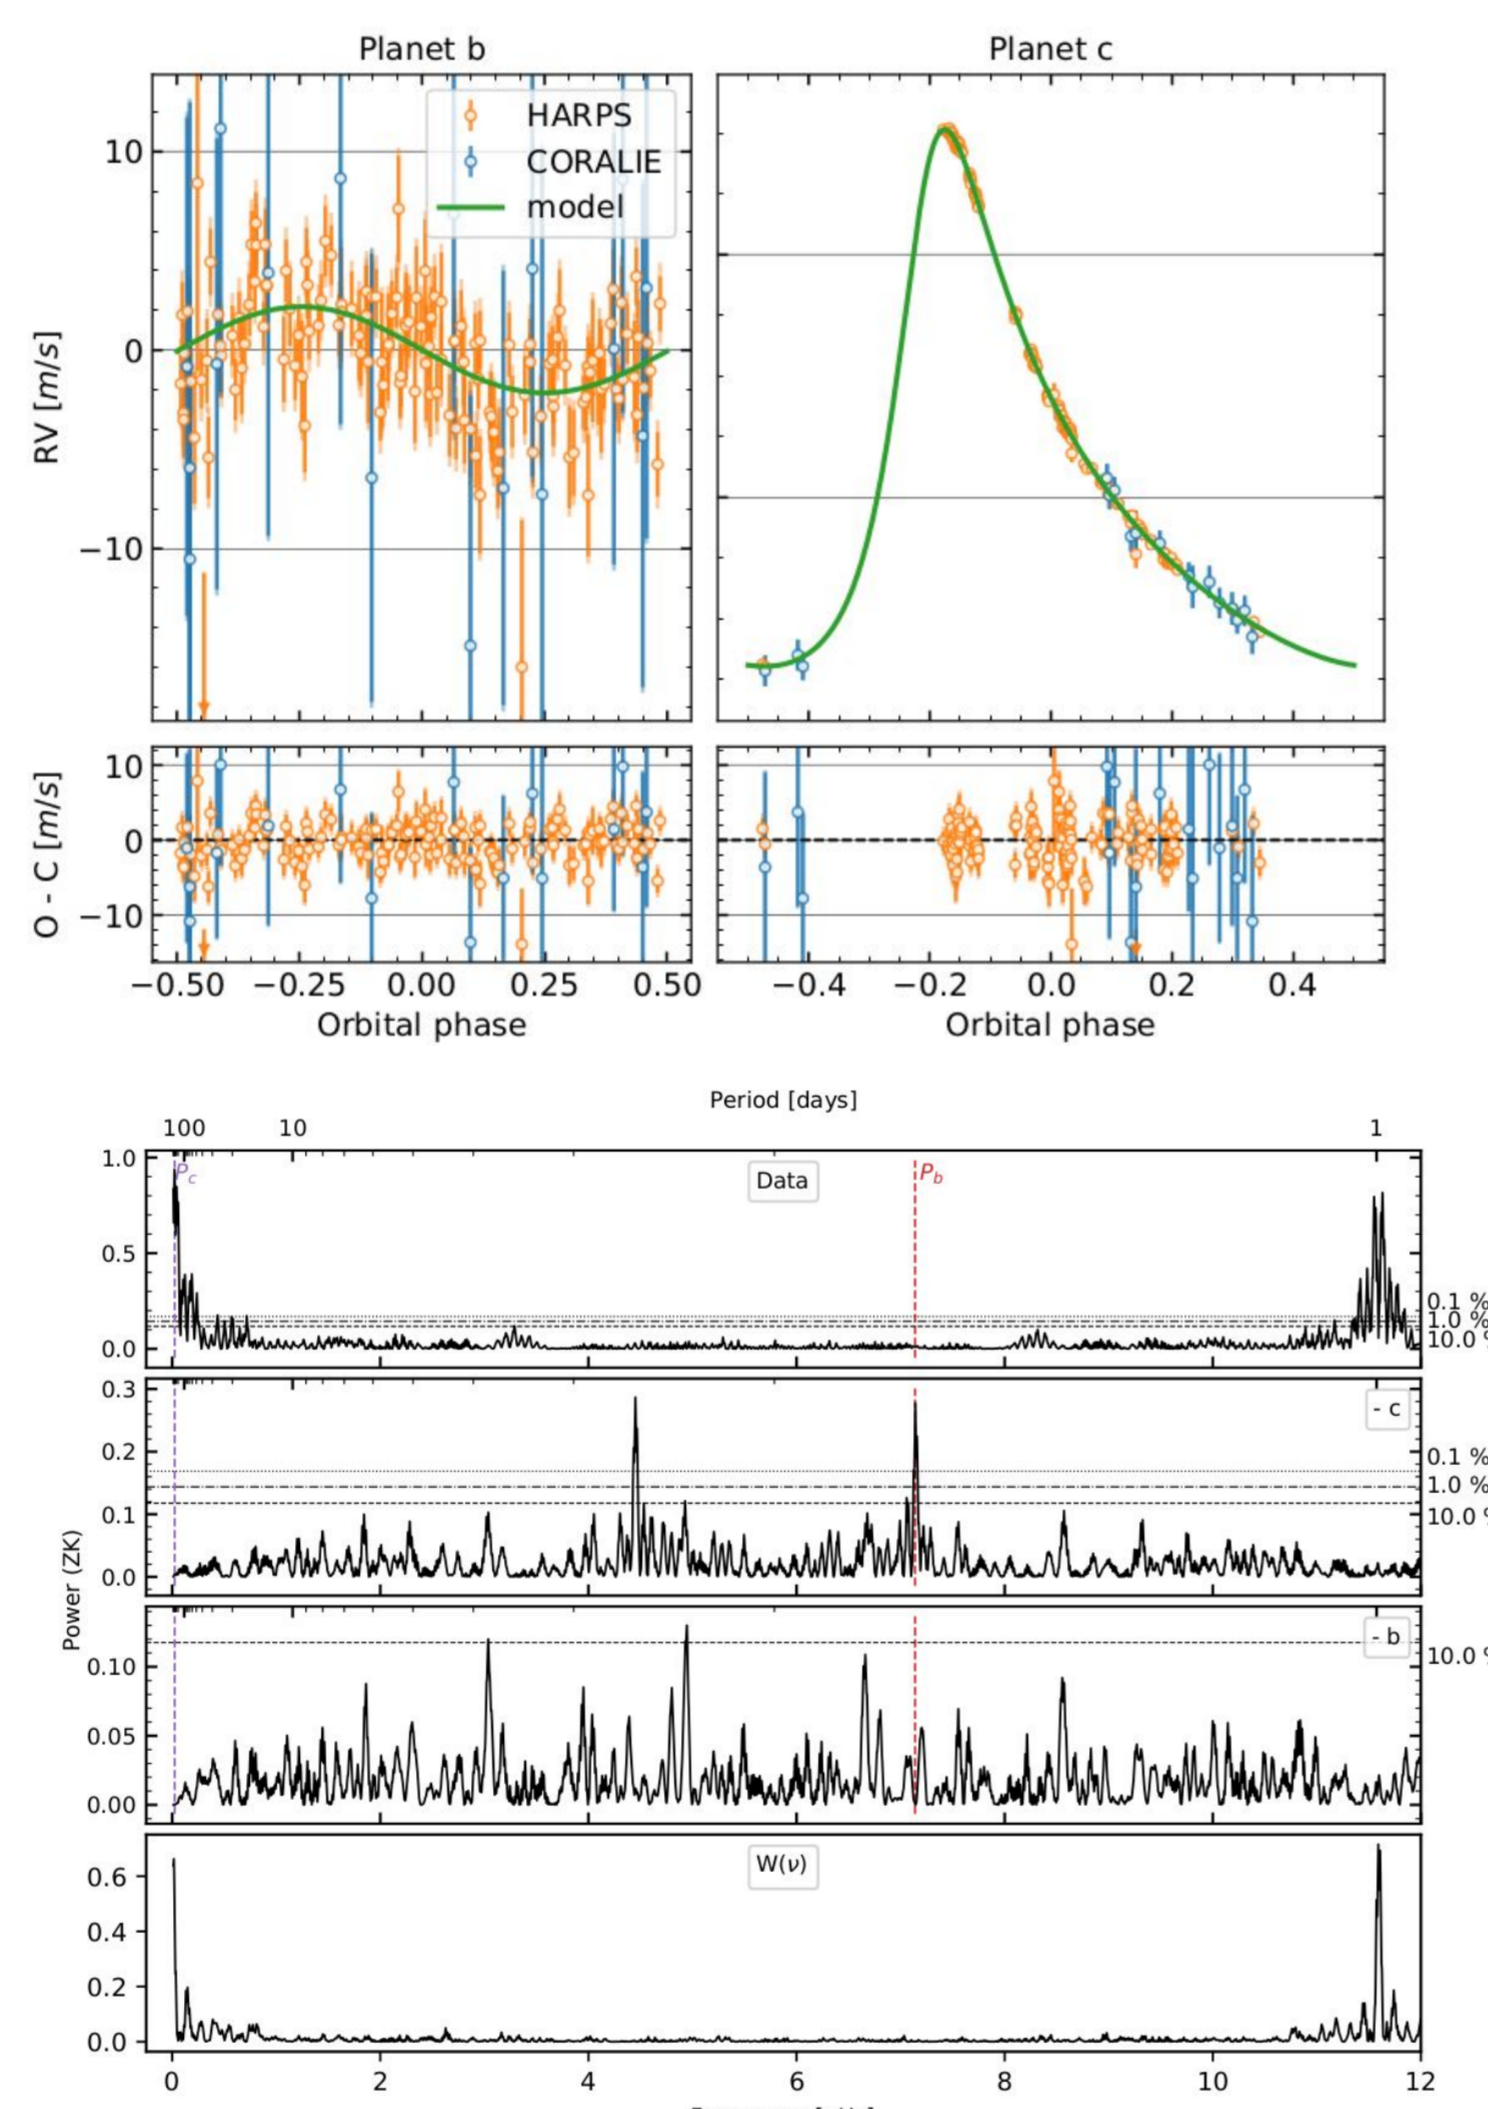 Planet b
Planet c
HARPS
CORALIE
model
RV [m/s]
10
0
−10
O - C [m/s]
10
0
−10
−0.50 −0.25 0.00 0.25 0.50
−0.4 −0.2 0.0 0.2 0.4
Orbital phase
Orbital phase
Period [days]
100 10 1
1.0
0.5
0.0
P_c
Data
P_b
0.1 %
1.0 %
10.0
Power (ZK)
0.3
0.2
0.1
0.0
- c
0.1 %
1.0 %
10.0
0.10
0.05
0.00
- b
10.0
W(ν)
0.6
0.4
0.2
0.0
0 2 4 6 8 10 12